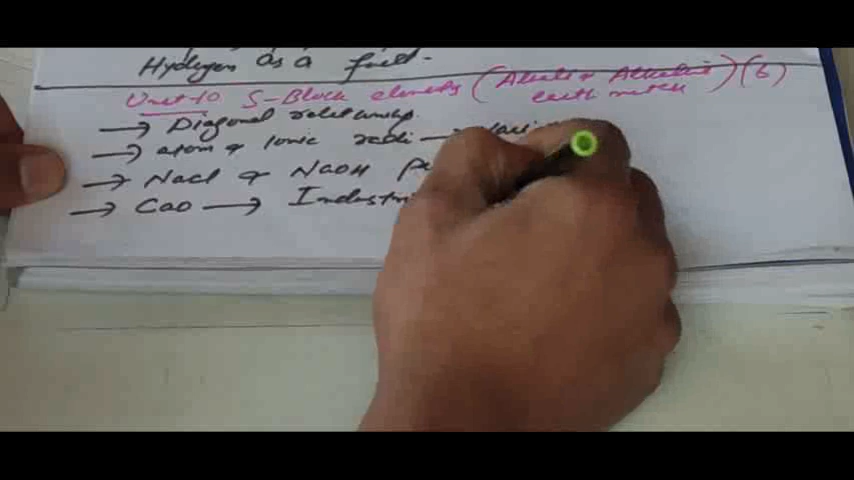 Hydrogen as a fuel.
Unit-10 S-Block elements (Alkali & Alkaline earth metals) (6)
→ Diagonal relationship.
→ atom & Ionic radii →
→ NaCl & NaOH
→ CaO → Industri